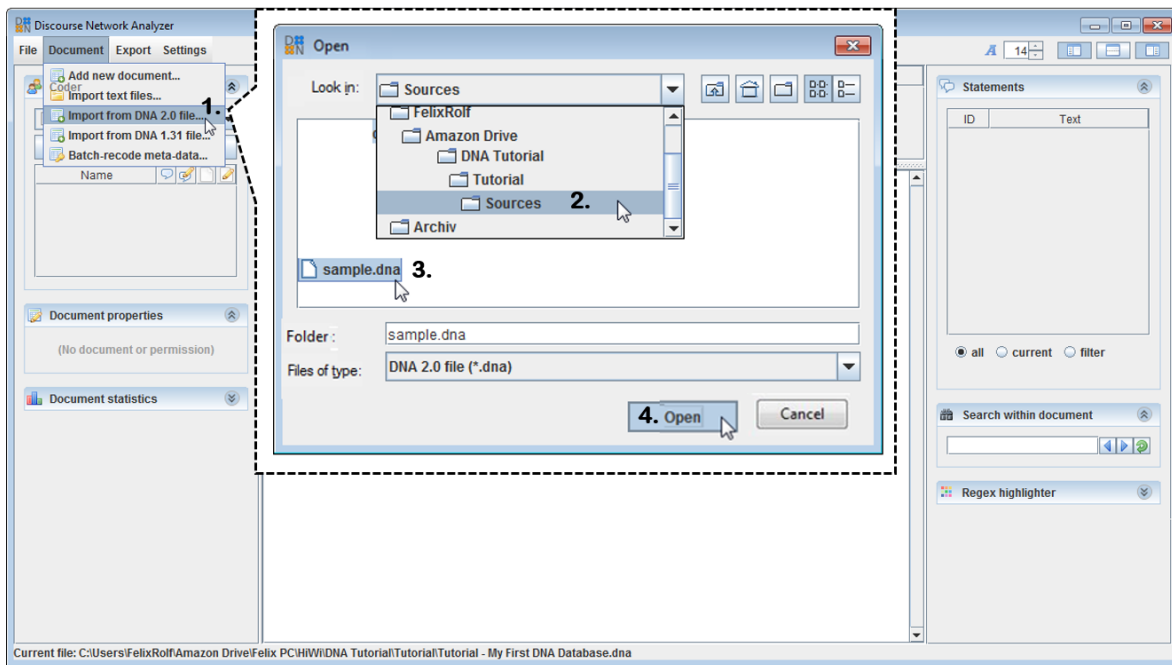 Discourse Network Analyzer
File Document Export Settings
14
Add new document...
Coder
Import text files...
Import from DNA 2.0 file...
1.
Import from DNA 1.31 file...
Batch-recode meta-data...
Name
Document properties
(No document or permission)
Document statistics
Open
Look in: Sources
FelixRolf
Amazon Drive
DNA Tutorial
Tutorial
Sources 2.
Archiv
sample.dna 3.
Folder : sample.dna
Files of type: DNA 2.0 file (*.dna)
4. Open Cancel
Statements
ID Text
all current filter
Search within document
Regex highlighter
Current file: C:\Users\FelixRolf\Amazon Drive\Felix PC\HiWi\DNA Tutorial\Tutorial\Tutorial - My First DNA Database.dna